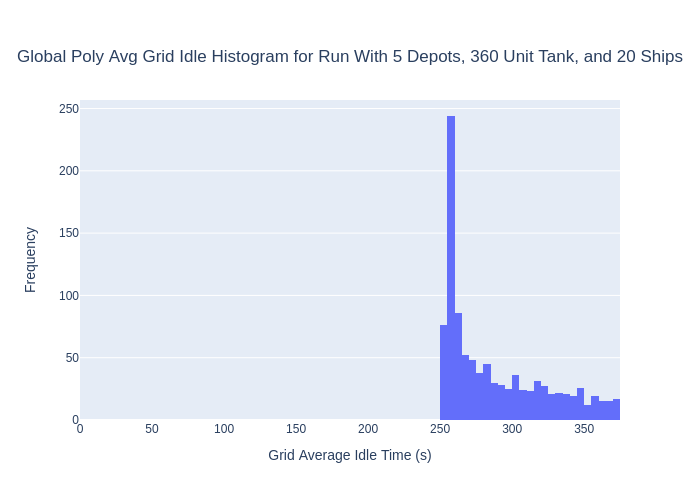 Global Poly Avg Grid Idle Histogram for Run With 5 Depots, 360 Unit Tank, and 20 Ships
250
200
150
100
50
0
Frequency
0 50 100 150 200 250 300 350
Grid Average Idle Time (s)